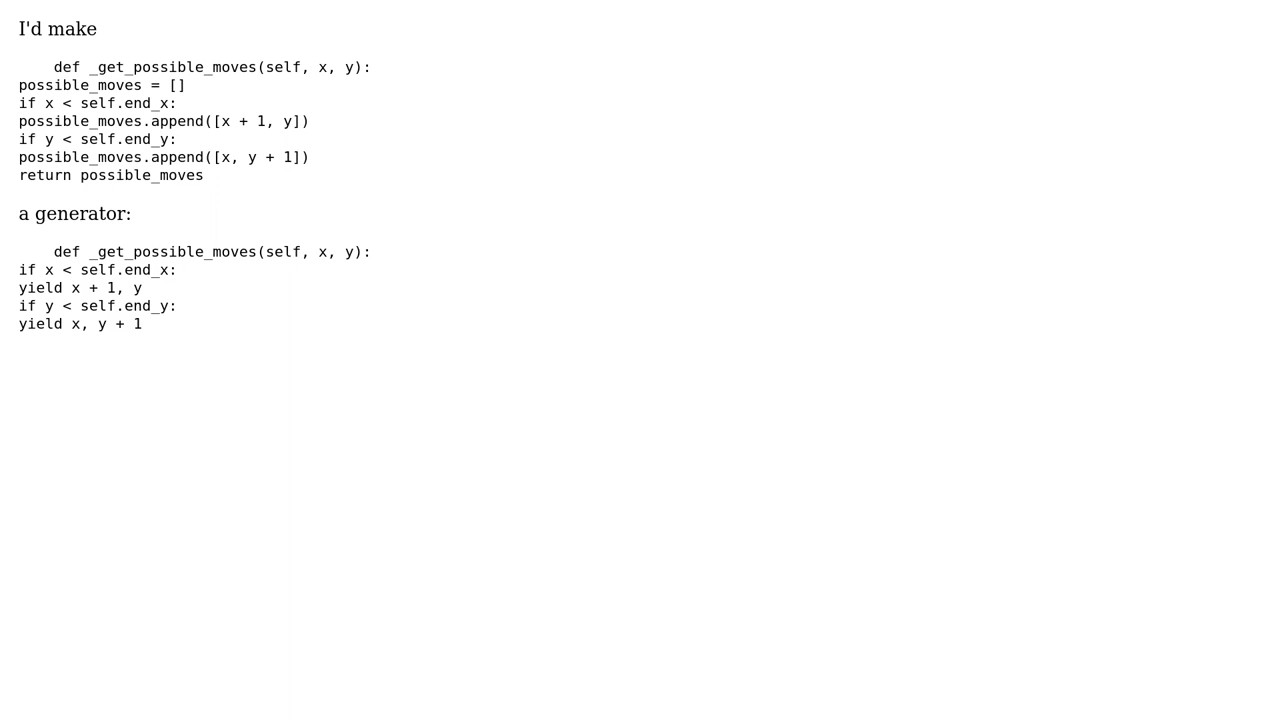 I'd make
    def _get_possible_moves(self, x, y):
possible_moves = []
if x < self.end_x:
possible_moves.append([x + 1, y])
if y < self.end_y:
possible_moves.append([x, y + 1])
return possible_moves
a generator:
    def _get_possible_moves(self, x, y):
if x < self.end_x:
yield x + 1, y
if y < self.end_y:
yield x, y + 1